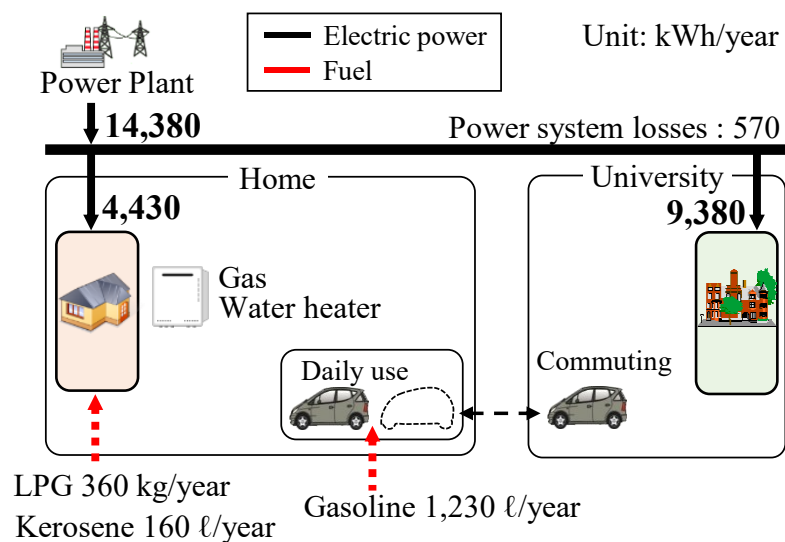 Electric power
Fuel
Unit: kWh/year
Power Plant
14,380
Power system losses : 570
Home
University
4,430
9,380
Gas
Water heater
Daily use
Commuting
LPG 360 kg/year
Kerosene 160 ℓ/year
Gasoline 1,230 ℓ/year